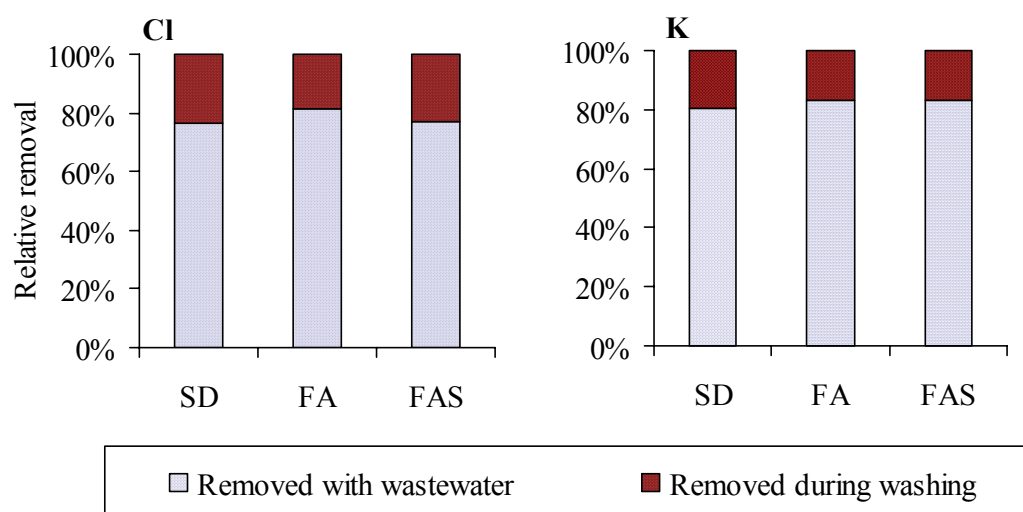 Cl
Relative removal
100%
80%
60%
40%
20%
0%
SD FA FAS
K
100%
80%
60%
40%
20%
0%
SD FA FAS
Removed with wastewater Removed during washing